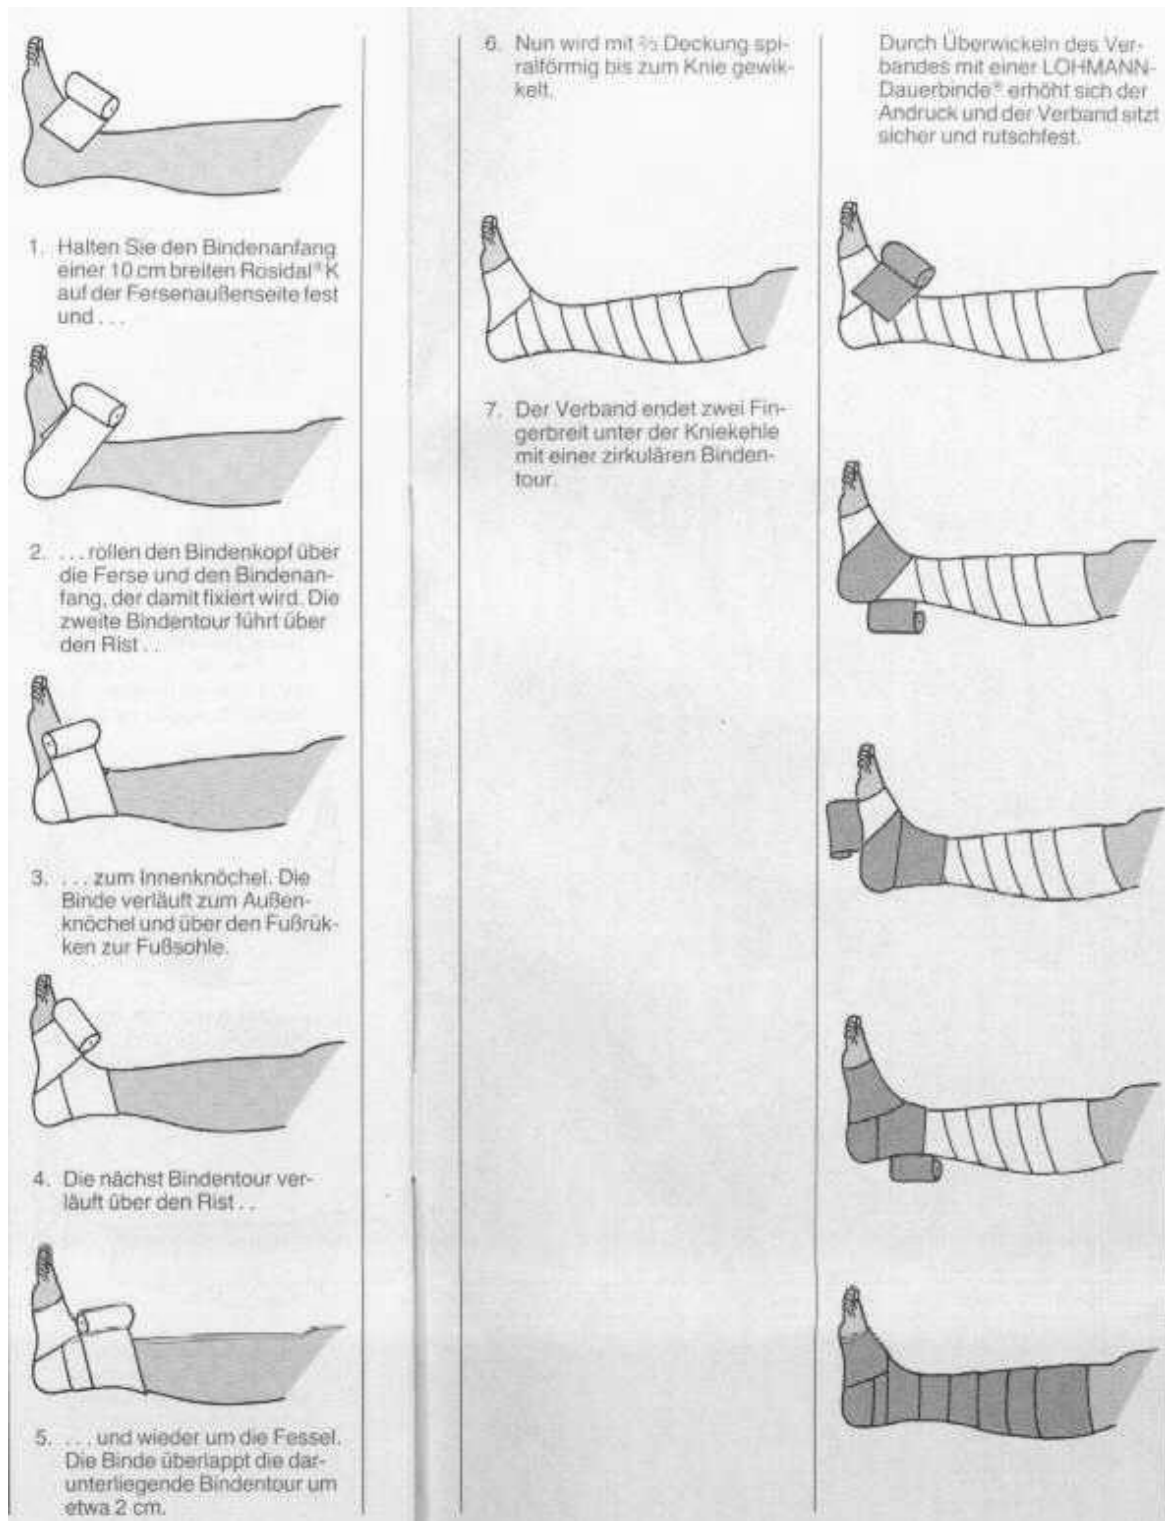 1. Halten Sie den Bindenanfang
einer 10 cm breiten Rosidal® K
auf der Fersenaußenseite fest
und . . .
2. . . . rollen den Bindenkopf über
die Ferse und den Bindenan-
fang, der damit fixiert wird. Die
zweite Bindentour führt über
den Rist . .
3. . . . zum Innenknöchel. Die
Binde verläuft zum Außen-
knöchel und über den Fußrük-
ken zur Fußsohle.
4. Die nächst Bindentour ver-
läuft über den Rist . .
5. . . . und wieder um die Fessel.
Die Binde überlappt die dar-
unterliegende Bindentour um
etwa 2 cm.
6. Nun wird mit ⅔ Deckung spi-
ralförmig bis zum Knie gewik-
kelt.
7. Der Verband endet zwei Fin-
gerbreit unter der Kniekehle
mit einer zirkulären Binden-
tour.
Durch Überwickeln des Ver-
bandes mit einer LOHMANN-
Dauerbinde® erhöht sich der
Andruck und der Verband sitzt
sicher und rutschfest.